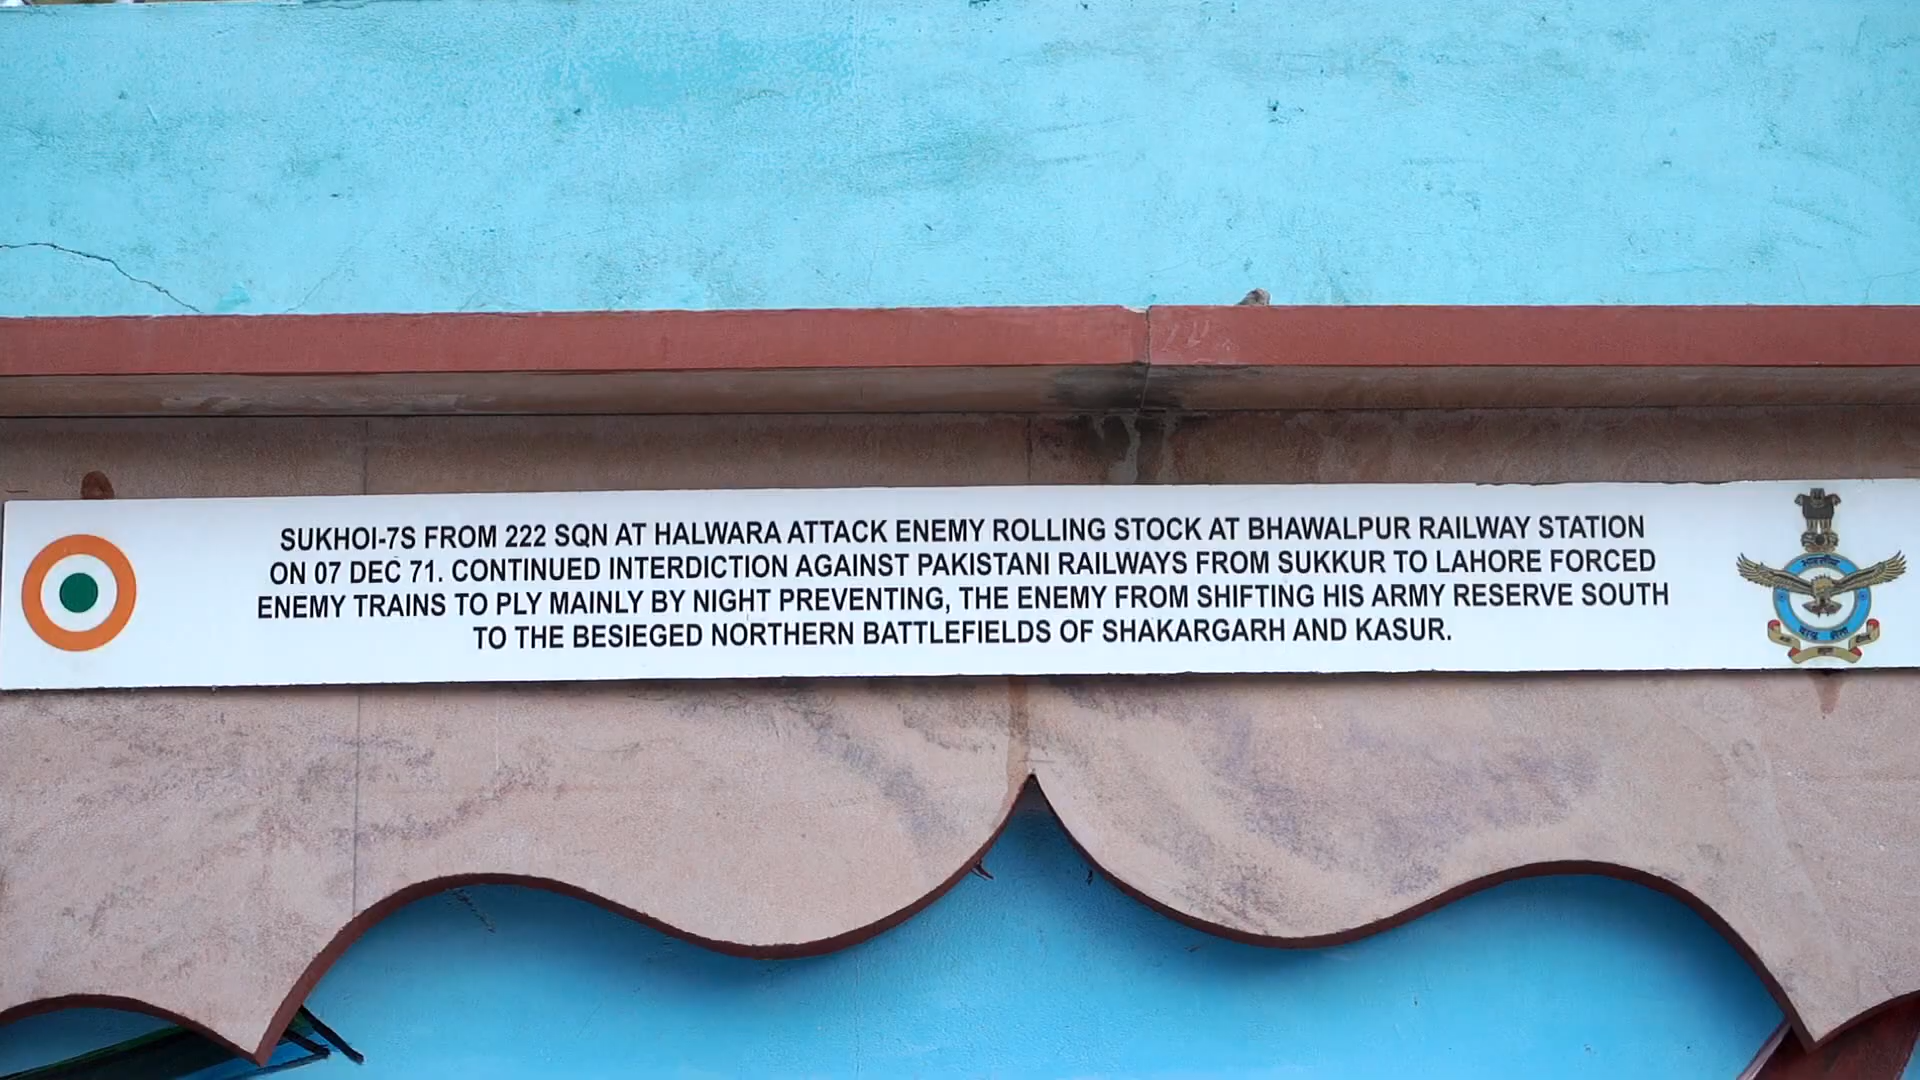 SUKHOI-7S FROM 222 SQN AT HALWARA ATTACK ENEMY ROLLING STOCK AT BHAWALPUR RAILWAY STATION
ON 07 DEC 71. CONTINUED INTERDICTION AGAINST PAKISTANI RAILWAYS FROM SUKKUR TO LAHORE FORCED
ENEMY TRAINS TO PLY MAINLY BY NIGHT PREVENTING, THE ENEMY FROM SHIFTING HIS ARMY RESERVE SOUTH
TO THE BESIEGED NORTHERN BATTLEFIELDS OF SHAKARGARH AND KASUR.